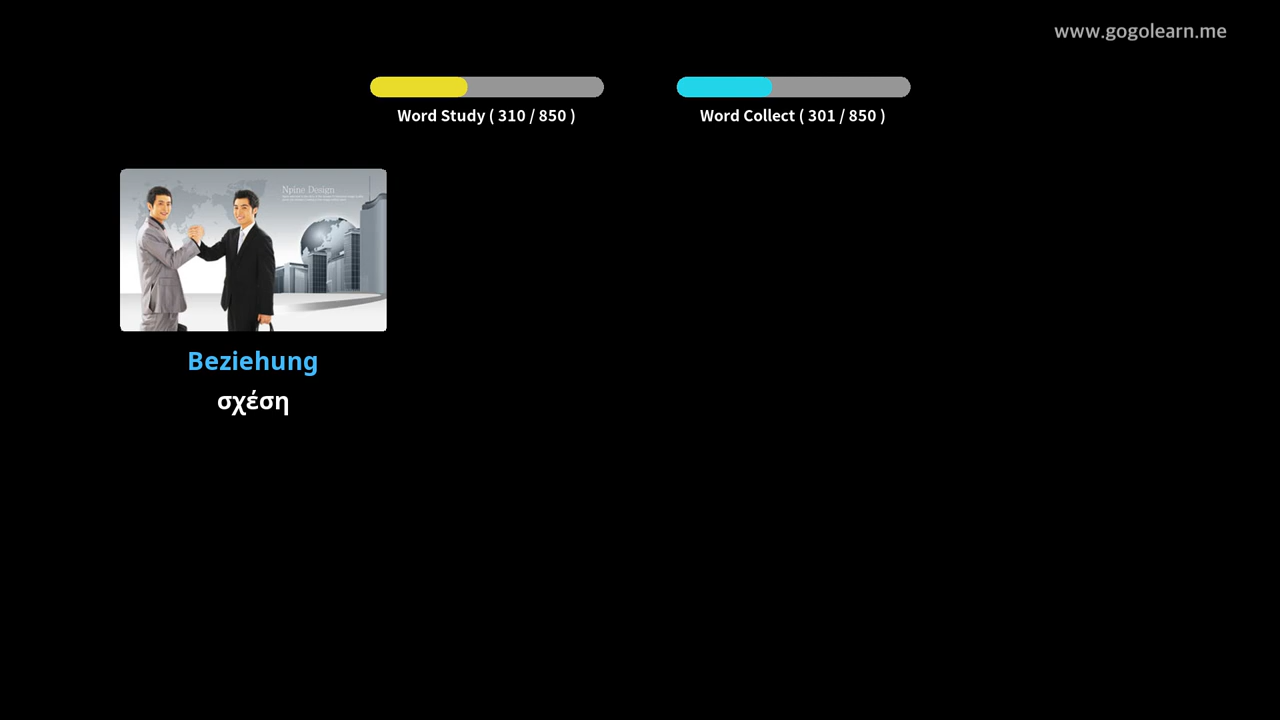 www.gogolearn.me
Word Study ( 310 / 850 )
Word Collect ( 301 / 850 )
Npine Design
Beziehung
σχέση